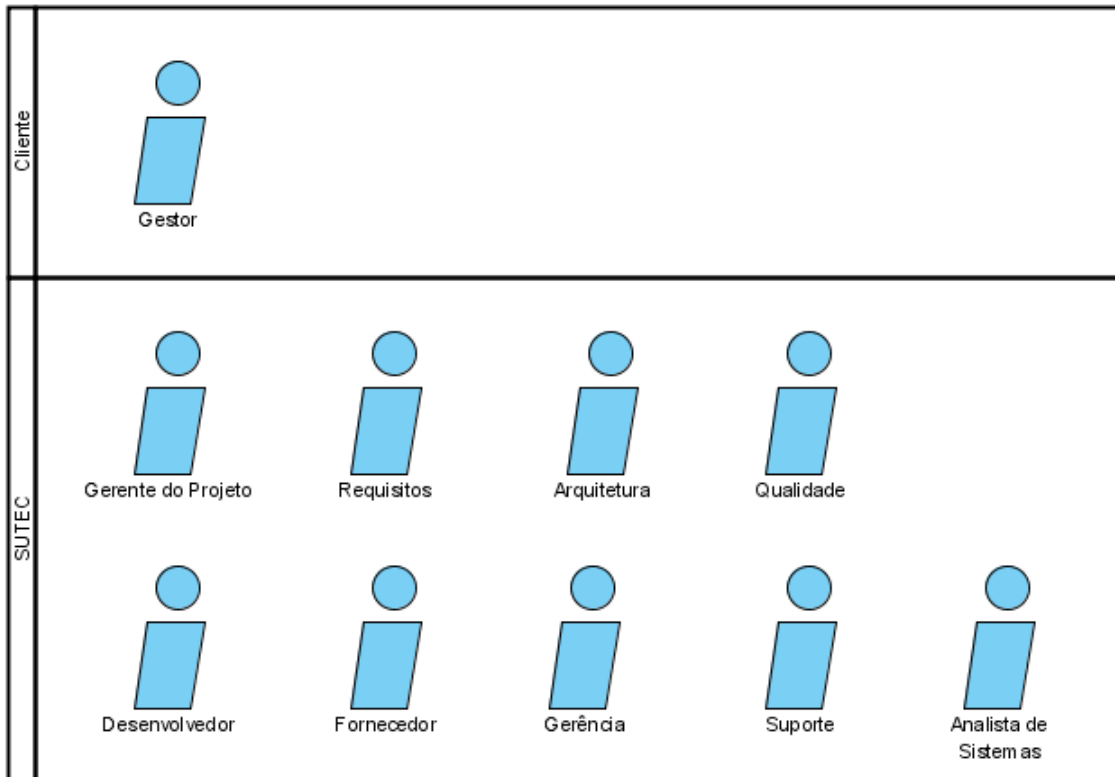 Cliente
Gestor
SUTEC
Gerente do Projeto
Requisitos
Arquitetura
Qualidade
Desenvolvedor
Fornecedor
Gerência
Suporte
Analista de
Sistemas